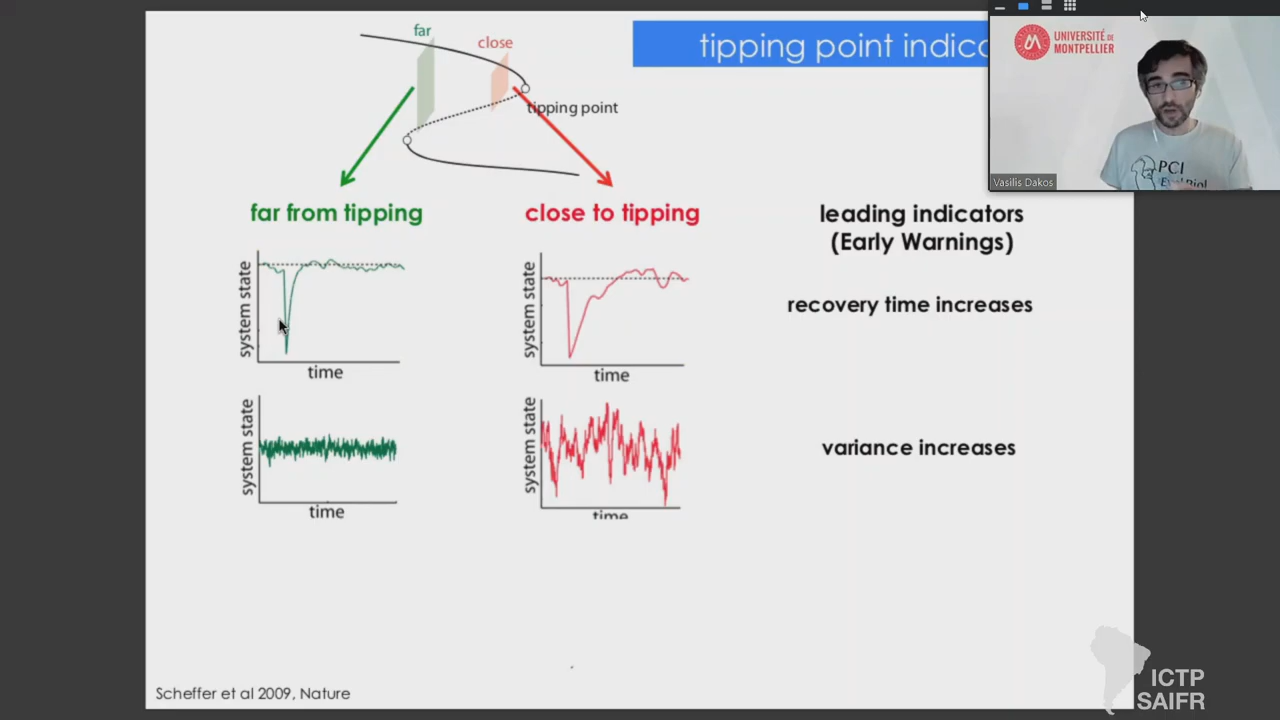 far
close
tipping point indica
tipping point
UNIVERSITÉ DE
MONTPELLIER
PCI
Vasilis Dakos
far from tipping
close to tipping
leading indicators
(Early Warnings)
system state
time
system state
time
recovery time increases
system state
time
system state
time
variance increases
Scheffer et al 2009, Nature
ICTP
SAIFR